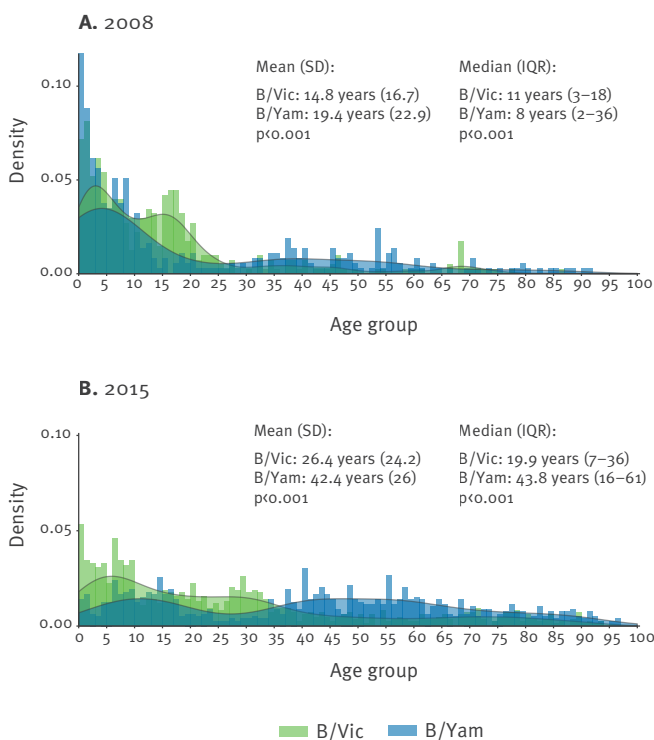 A. 2008
Mean (SD):
B/Vic: 14.8 years (16.7)
B/Yam: 19.4 years (22.9)
p<0.001
Median (IQR):
B/Vic: 11 years (3–18)
B/Yam: 8 years (2–36)
p<0.001
Density
0.10
0.05
0.00
0 5 10 15 20 25 30 35 40 45 50 55 60 65 70 75 80 85 90 95 100
Age group
B. 2015
Mean (SD):
B/Vic: 26.4 years (24.2)
B/Yam: 42.4 years (26)
p<0.001
Median (IQR):
B/Vic: 19.9 years (7–36)
B/Yam: 43.8 years (16–61)
p<0.001
Density
0.10
0.05
0.00
0 5 10 15 20 25 30 35 40 45 50 55 60 65 70 75 80 85 90 95 100
Age group
B/Vic B/Yam